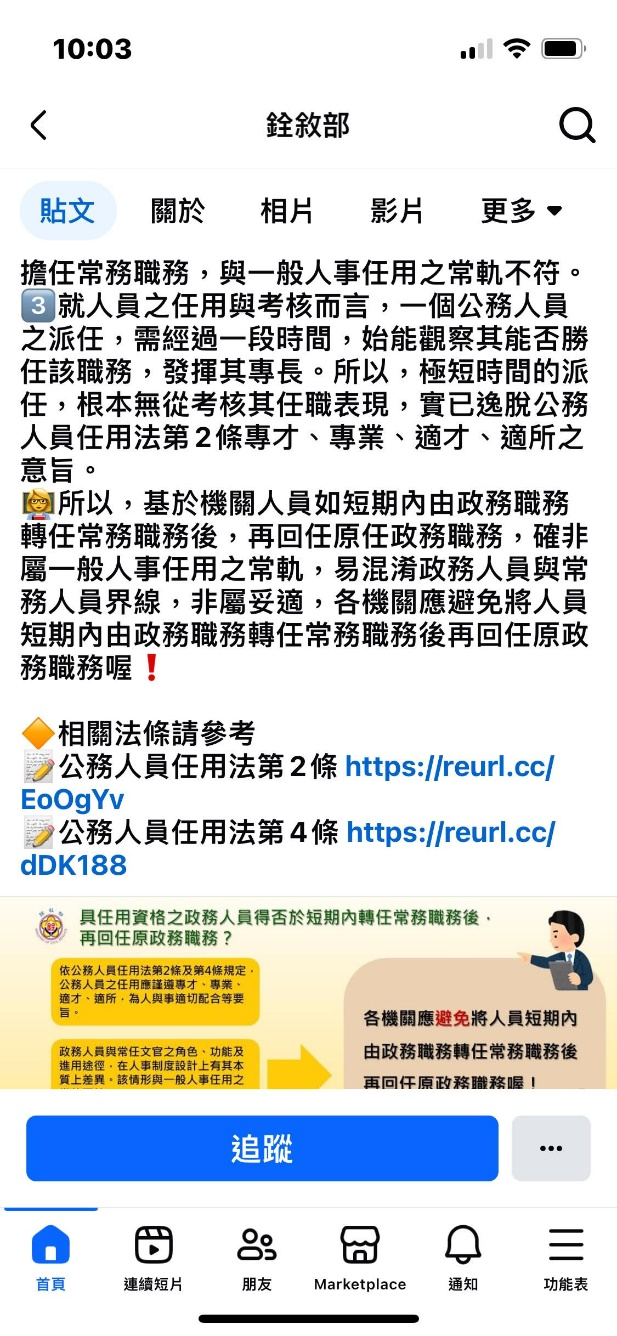 10:03
銓敘部
貼文 關於 相片 影片 更多
擔任常務職務，與一般人事任用之常軌不符。
3就人員之任用與考核而言，一個公務人員
之派任，需經過一段時間，始能觀察其能否勝
任該職務，發揮其專長。所以，極短時間的派
任，根本無從考核其任職表現，實已逸脫公務
人員任用法第2條專才、專業、適才、適所之
意旨。
所以，基於機關人員如短期內由政務職務
轉任常務職務後，再回任原任政務職務，確非
屬一般人事任用之常軌，易混淆政務人員與常
務人員界線，非屬妥適，各機關應避免將人員
短期內由政務職務轉任常務職務後再回任原政
務職務喔❗
🔶相關法條請參考
📝公務人員任用法第2條 https://reurl.cc/
EoOgYv
📝公務人員任用法第4條 https://reurl.cc/
dDK188
具任用資格之政務人員得否於短期內轉任常務職務後，
再回任原政務職務？
依公務人員任用法第2條及第4條規定，
公務人員之任用應謹遵專才、專業、
適才、適所，為人與事適切配合等要
旨。
政務人員與常任文官之角色、功能及
進用途徑，在人事制度設計上有其本
質上差異。該情形與一般人事任用之
各機關應避免將人員短期內
由政務職務轉任常務職務後
再回任原政務職務喔！
追蹤
首頁 連續短片 朋友 Marketplace 通知 功能表